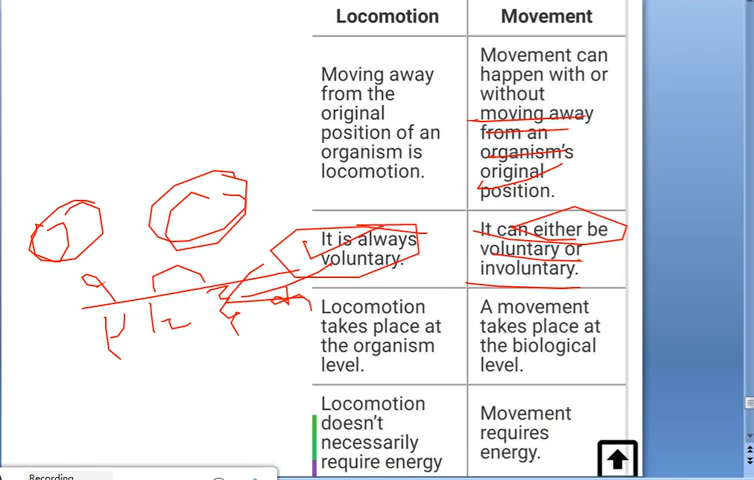 Locomotion
Movement
Moving away
from the
original
position of an
organism is
locomotion.
Movement can
happen with or
without
moving away
from an
organism's
original
position.
It is always
voluntary.
It can either be
voluntary or
involuntary.
Locomotion
takes place at
the organism
level.
A movement
takes place at
the biological
level.
Locomotion
doesn't
necessarily
require energy
Movement
requires
energy.
Recording